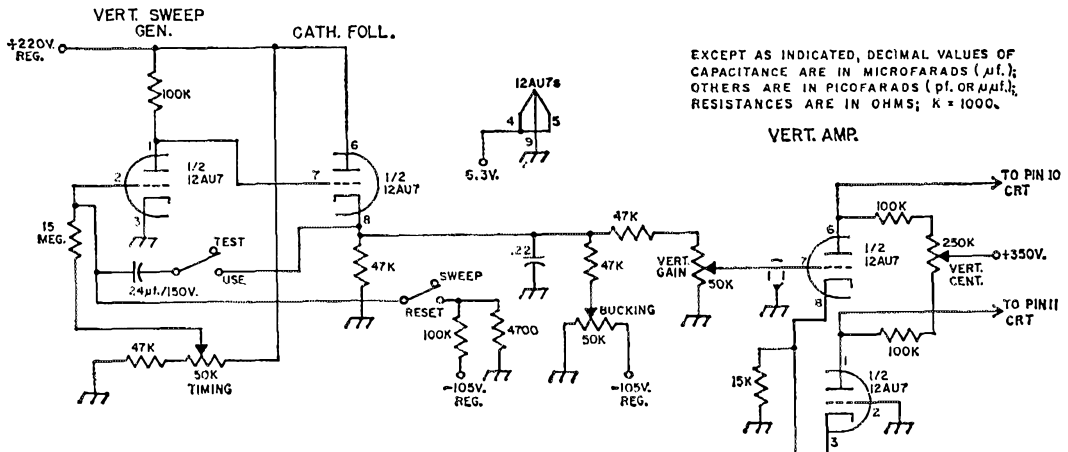 VERT. SWEEP
GEN.
CATH. FOLL.
+220V.
REG.
100K
1
2
3
1/2
12AU7
6
7
8
1/2
12AU7
12AU7s
4
5
9
6.3V.
EXCEPT AS INDICATED, DECIMAL VALUES OF
CAPACITANCE ARE IN MICROFARADS (µf.);
OTHERS ARE IN PICOFARADS (pf. OR µµf.);
RESISTANCES ARE IN OHMS; K = 1000.
VERT. AMP.
15
MEG.
TEST
USE
24µf./150V.
47K
SWEEP
RESET
47K
50K
TIMING
100K
4700
-105V.
REG.
.22
47K
47K
BUCKING
50K
-105V.
REG.
VERT.
GAIN
50K
TO PIN 10
CRT
100K
6
7
8
1/2
12AU7
250K
VERT.
CENT.
+350V.
TO PIN 11
CRT
100K
15K
1
1/2
12AU7
2
3